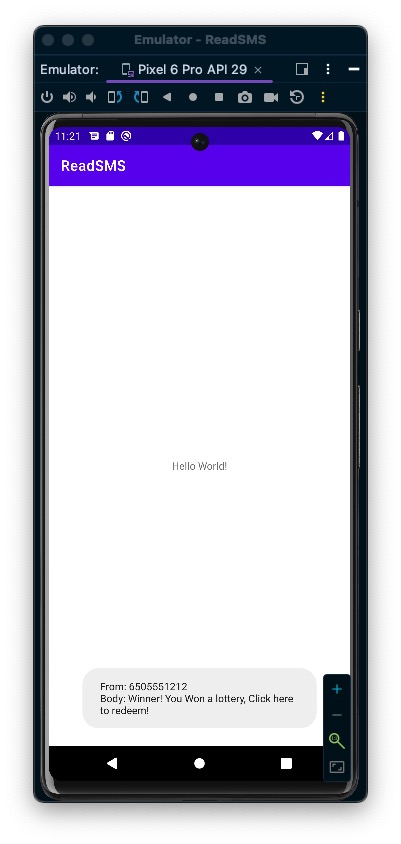 Emulator - ReadSMS
Emulator: Pixel 6 Pro API 29
11:21
ReadSMS
Hello World!
From: 6505551212
Body: Winner! You Won a lottery, Click here
to redeem!